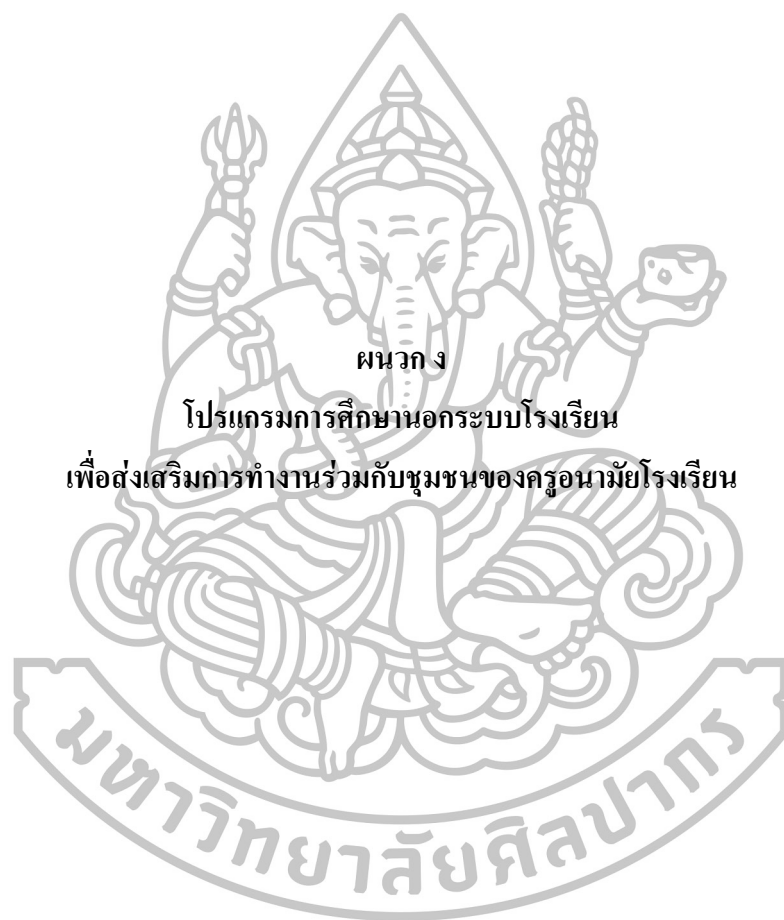 ผนวก ง
โปรแกรมการศึกษานอกระบบโรงเรียน
เพื่อส่งเสริมการทำงานร่วมกับชุมชนของครูอนามัยโรงเรียน
มหาวิทยาลัยศิลปากร